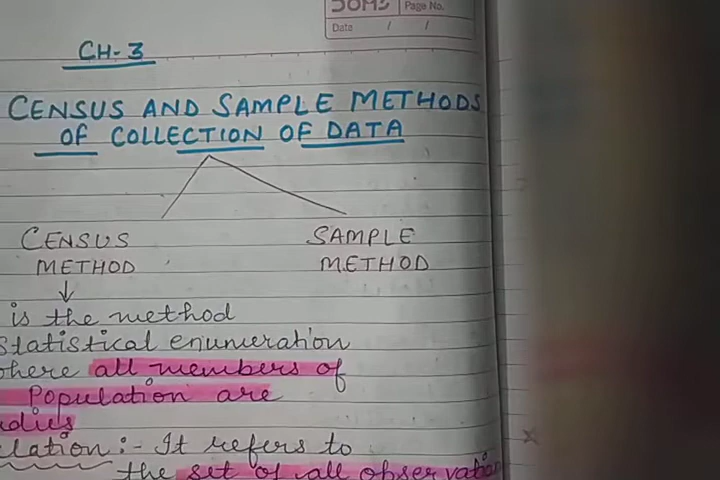 Page No.
Date / /
CH-3
CENSUS AND SAMPLE METHODS
OF COLLECTION OF DATA
CENSUS
METHOD
SAMPLE
METHOD
is the method
statistical enumeration
where all members of
Population are
It refers to
the set of all observation